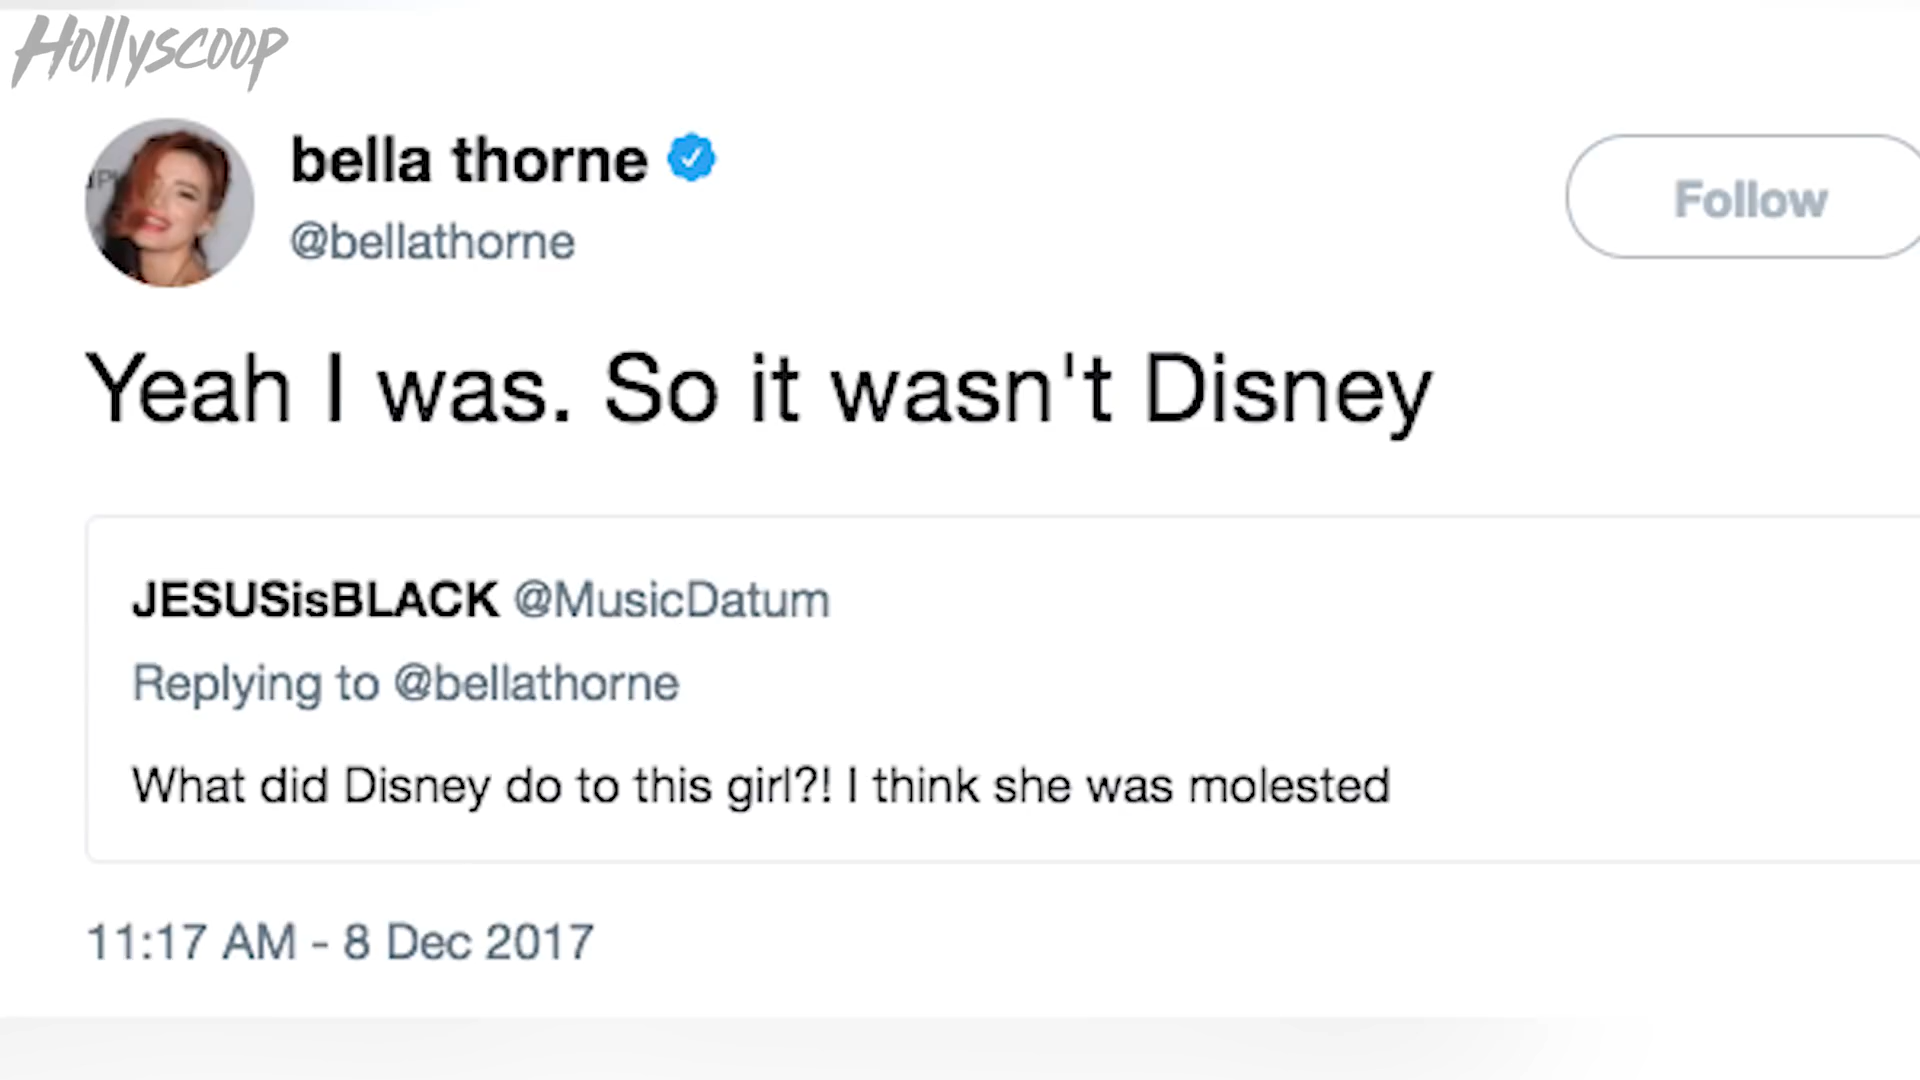 Hollyscoop
bella thorne
@bellathorne
Follow
Yeah I was. So it wasn't Disney
JESUSisBLACK @MusicDatum
Replying to @bellathorne
What did Disney do to this girl?! I think she was molested
11:17 AM - 8 Dec 2017